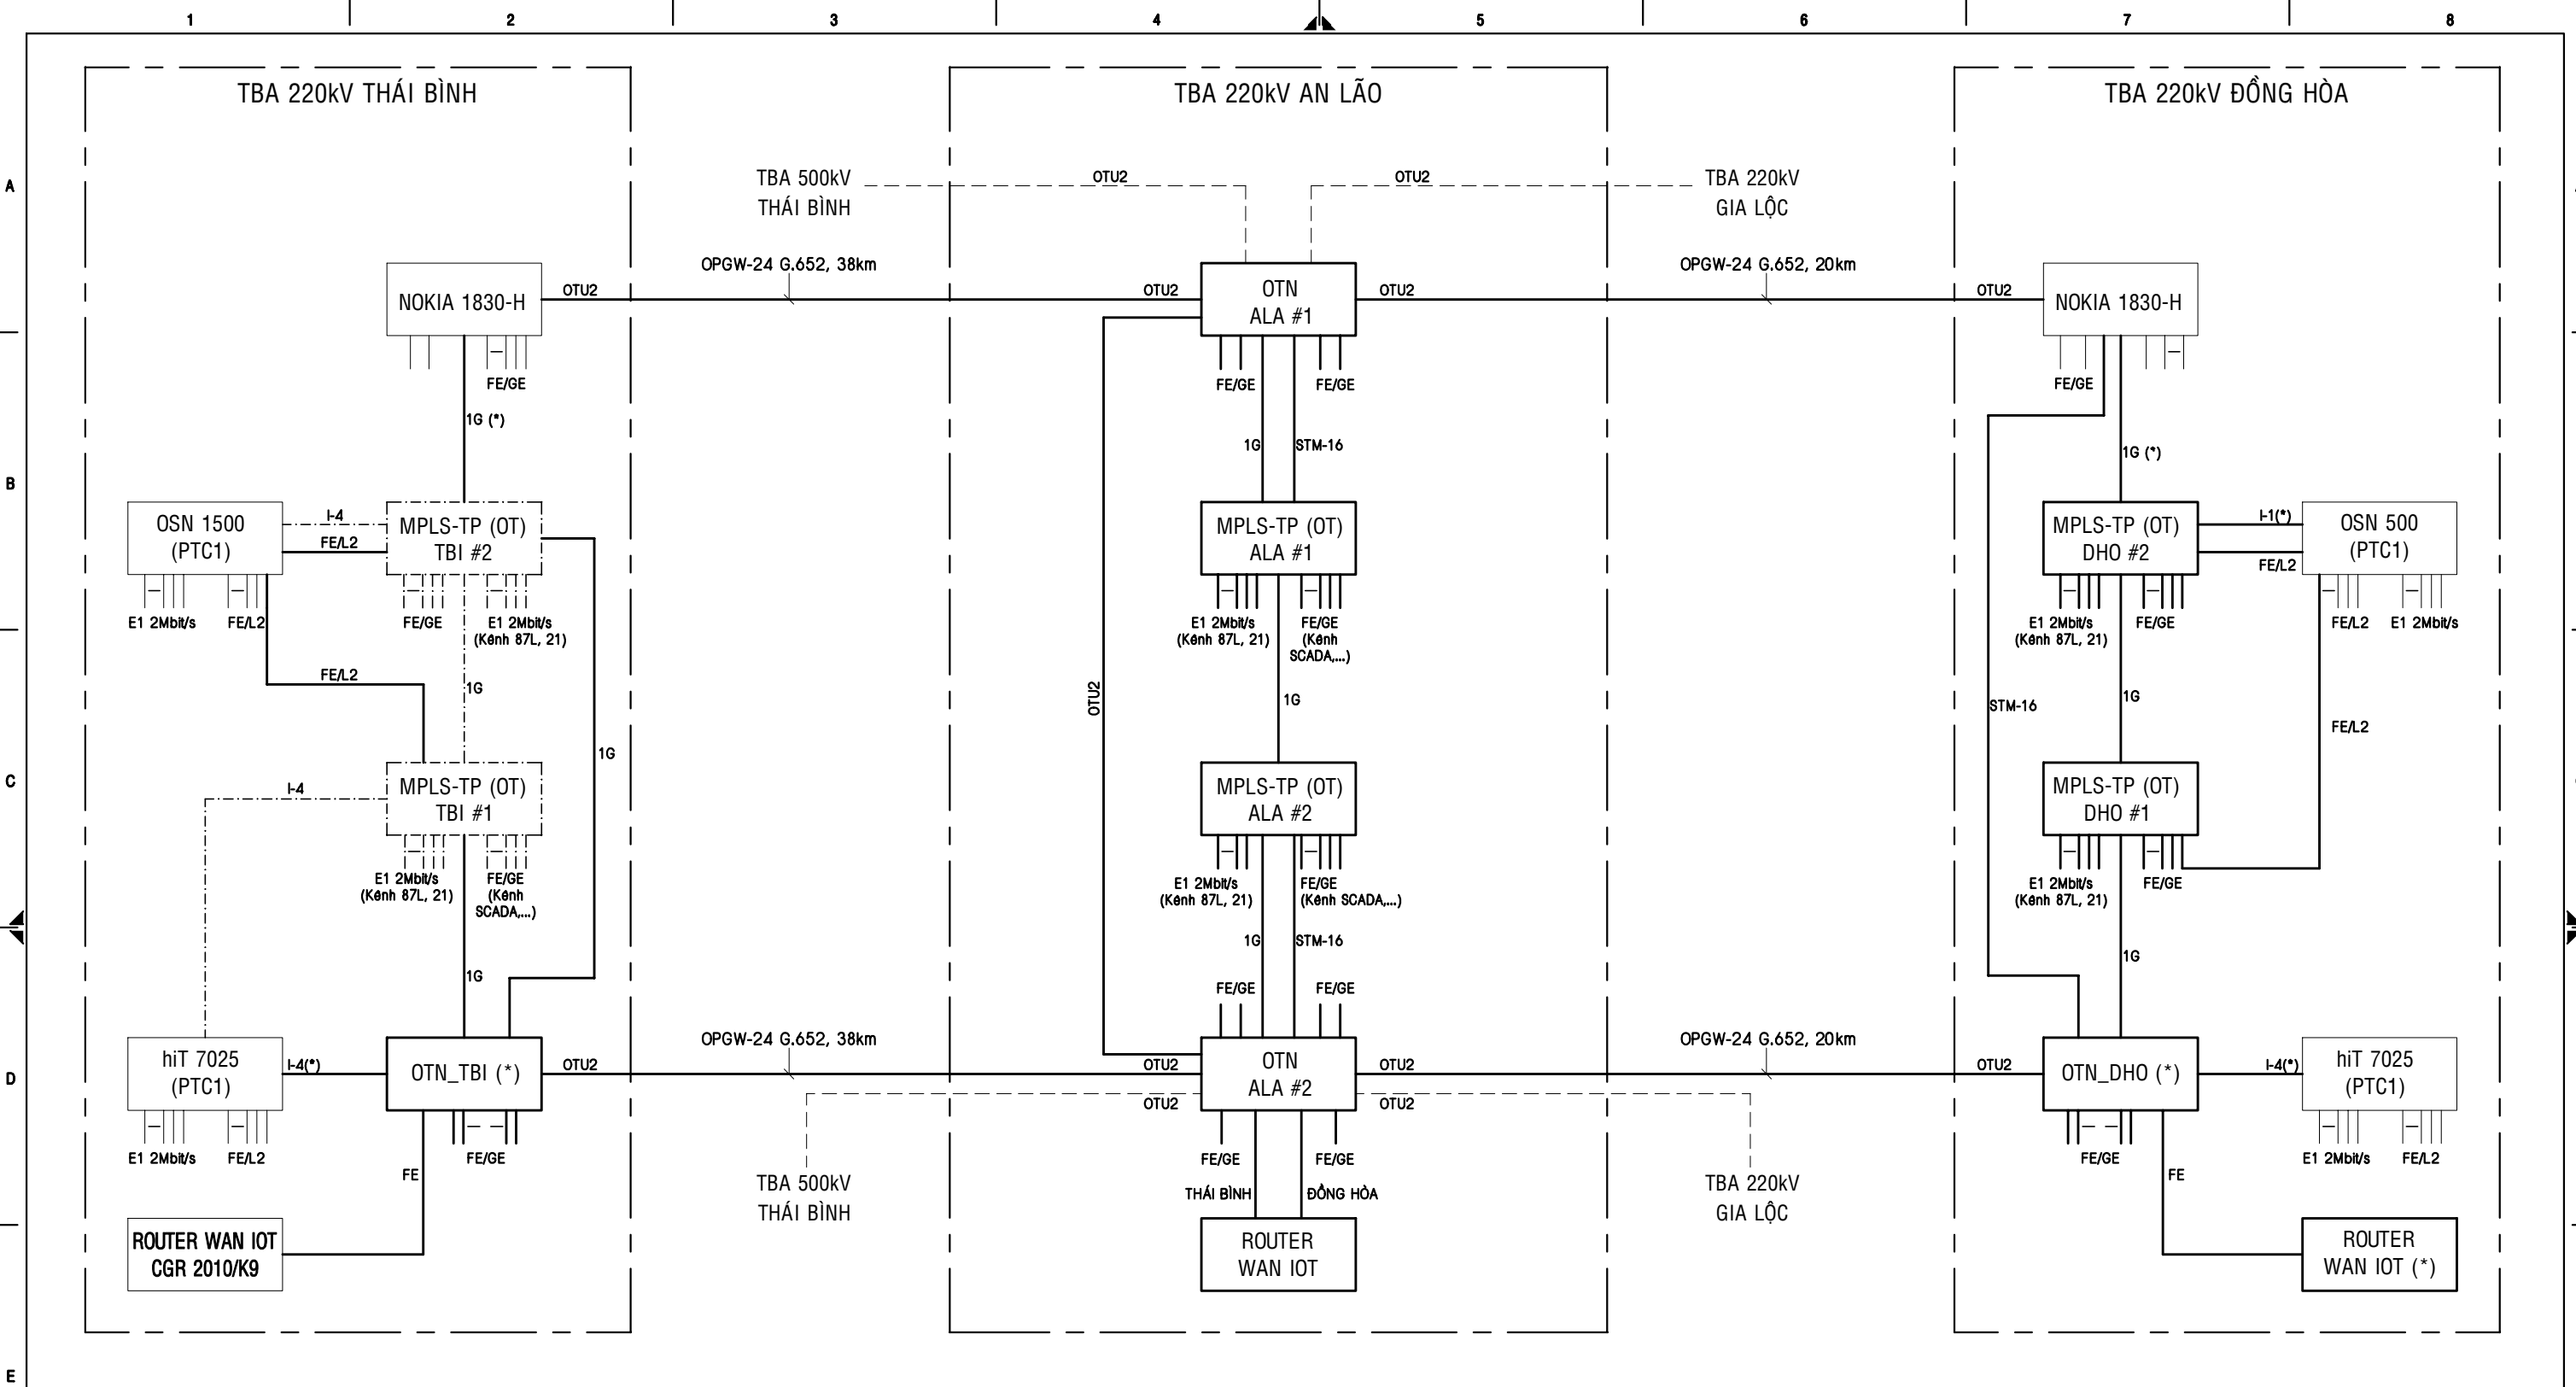 1 2 3 4 5 6 7 8
TBA 220kV THÁI BÌNH
TBA 220kV AN LÃO
TBA 220kV ĐỒNG HÒA
A
TBA 500kV
THÁI BÌNH
OTU2
OTU2
TBA 220kV
GIA LỘC
NOKIA 1830-H
OTU2
OPGW-24 G.652, 38km
OTU2
OTN
ALA #1
OTU2
OPGW-24 G.652, 20km
OTU2
NOKIA 1830-H
FE/GE
FE/GE
FE/GE
FE/GE
1G (*)
1G
STM-16
1G (*)
B
OSN 1500
(PTC1)
I-4
FE/L2
MPLS-TP (OT)
TBI #2
MPLS-TP (OT)
ALA #1
MPLS-TP (OT)
DHO #2
I-1(*)
FE/L2
OSN 500
(PTC1)
E1 2Mbit/s
FE/L2
FE/GE
E1 2Mbit/s
(Kênh 87L, 21)
E1 2Mbit/s
(Kênh 87L, 21)
FE/GE
(Kênh
SCADA,...)
E1 2Mbit/s
(Kênh 87L, 21)
FE/GE
FE/L2
E1 2Mbit/s
FE/L2
1G
1G
OTU2
1G
1G
STM-16
FE/L2
C
I-4
MPLS-TP (OT)
TBI #1
MPLS-TP (OT)
ALA #2
MPLS-TP (OT)
DHO #1
E1 2Mbit/s
(Kênh 87L, 21)
FE/GE
(Kênh
SCADA,...)
E1 2Mbit/s
(Kênh 87L, 21)
FE/GE
(Kênh SCADA,...)
E1 2Mbit/s
(Kênh 87L, 21)
FE/GE
1G
1G
STM-16
1G
FE/GE
FE/GE
D
hiT 7025
(PTC1)
I-4(*)
OTN_TBI (*)
OTU2
OPGW-24 G.652, 38km
OTU2
OTU2
OTN
ALA #2
OTU2
OTU2
OPGW-24 G.652, 20km
OTU2
OTN_DHO (*)
I-4(*)
hiT 7025
(PTC1)
E1 2Mbit/s
FE/L2
FE
FE/GE
TBA 500kV
THÁI BÌNH
FE/GE
FE/GE
THÁI BÌNH
ĐỒNG HÒA
TBA 220kV
GIA LỘC
FE/GE
FE
E1 2Mbit/s
FE/L2
ROUTER WAN IOT
CGR 2010/K9
ROUTER
WAN IOT
ROUTER
WAN IOT (*)
E